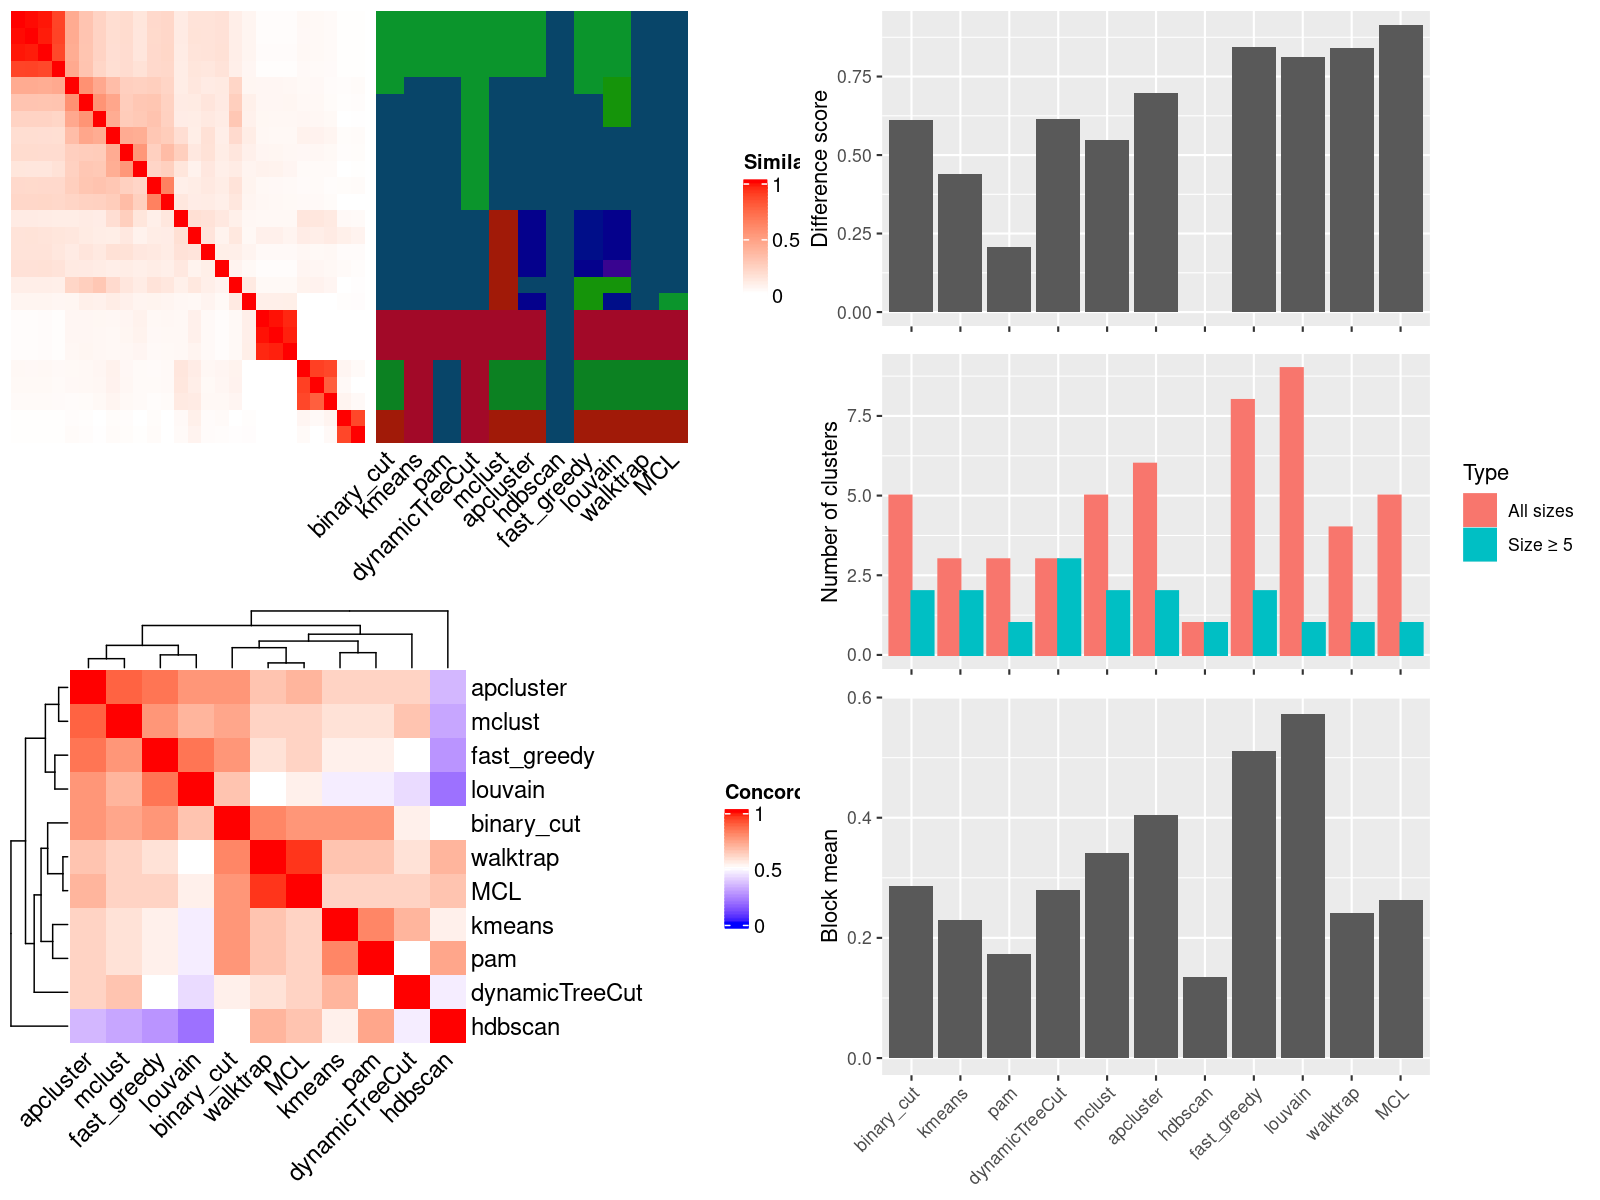 Simila
1
0.5
0
binary_cut
kmeans
pam
dynamicTreeCut
mclust
apcluster
hdbscan
fast_greedy
louvain
walktrap
MCL
apcluster
mclust
fast_greedy
louvain
binary_cut
walktrap
MCL
kmeans
pam
dynamicTreeCut
hdbscan
apcluster
mclust
fast_greedy
louvain
binary_cut
walktrap
MCL
kmeans
pam
dynamicTreeCut
hdbscan
Concord
1
0.5
0
Difference score
0.75
0.50
0.25
0.00
Number of clusters
7.5
5.0
2.5
0.0
Type
All sizes
Size ≥ 5
Block mean
0.6
0.4
0.2
0.0
binary_cut
kmeans
pam
dynamicTreeCut
mclust
apcluster
hdbscan
fast_greedy
louvain
walktrap
MCL